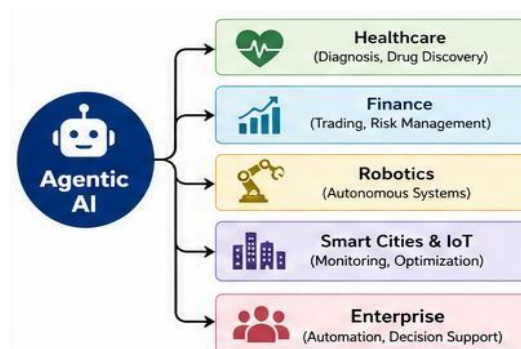 Agentic
AI
Healthcare
(Diagnosis, Drug Discovery)
Finance
(Trading, Risk Management)
Robotics
(Autonomous Systems)
Smart Cities & IoT
(Monitoring, Optimization)
Enterprise
(Automation, Decision Support)